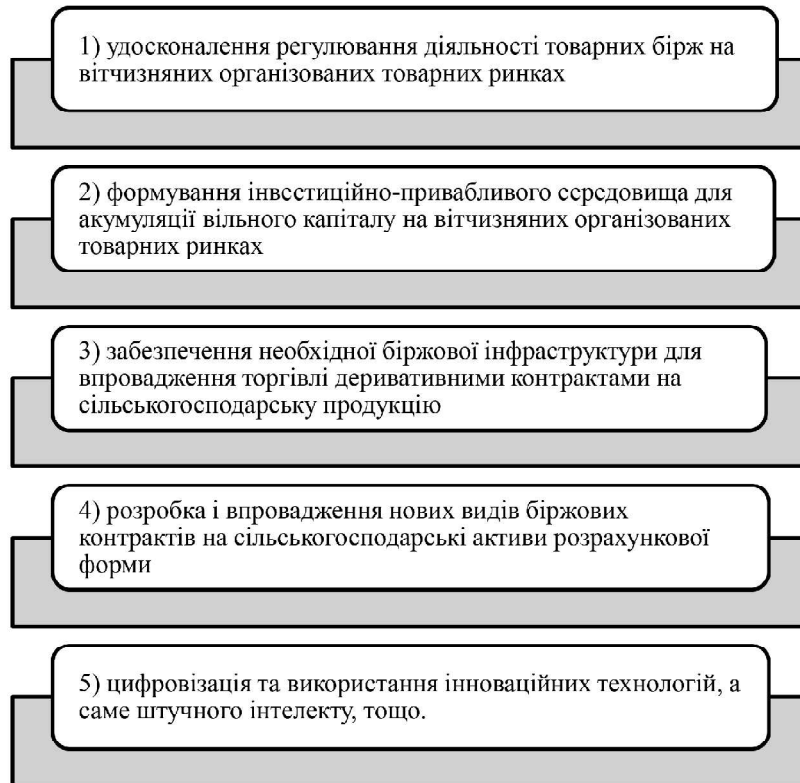 1) удосконалення регулювання діяльності товарних бірж на
вітчизняних організованих товарних ринках
2) формування інвестиційно-привабливого середовища для
акумуляції вільного капіталу на вітчизняних організованих
товарних ринках
3) забезпечення необхідної біржової інфраструктури для
впровадження торгівлі деривативними контрактами на
сільськогосподарську продукцію
4) розробка і впровадження нових видів біржових
контрактів на сільськогосподарські активи розрахункової
форми
5) цифровізація та використання інноваційних технологій, а
саме штучного інтелекту, тощо.